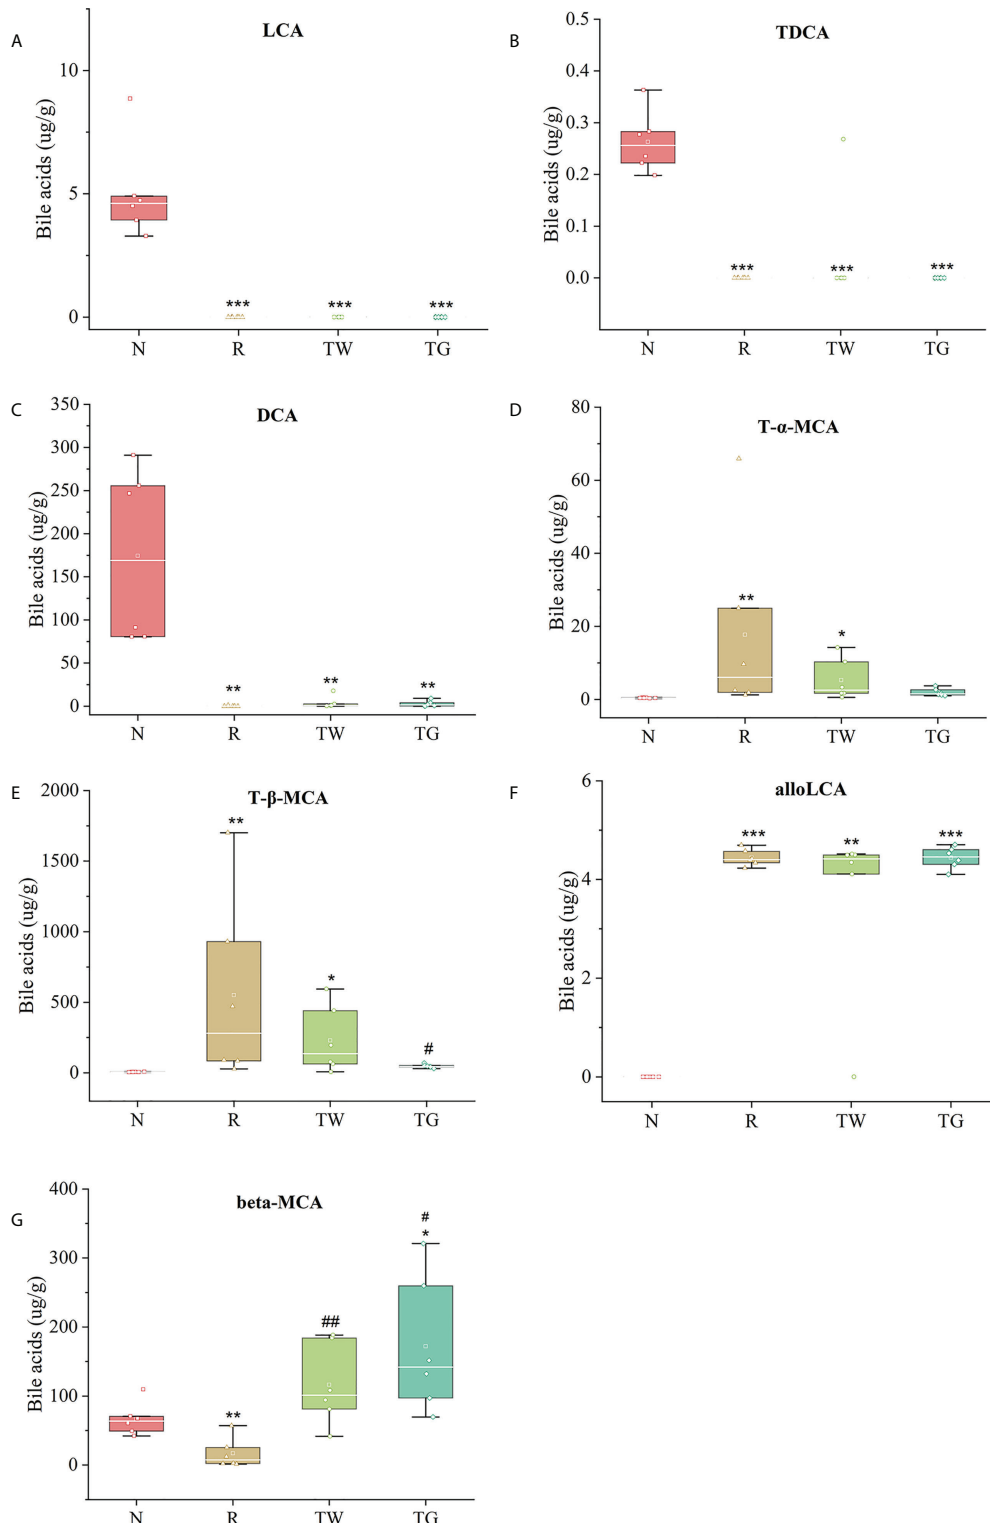 A
LCA
Bile acids (ug/g)
10
5
0
*** *** ***
N R TW TG
B
TDCA
Bile acids (ug/g)
0.5
0.4
0.3
0.2
0.1
0.0
*** *** ***
N R TW TG
C
DCA
Bile acids (ug/g)
350
300
250
200
150
100
50
0
** ** **
N R TW TG
D
T-α-MCA
Bile acids (ug/g)
80
60
40
20
0
** *
N R TW TG
E
T-β-MCA
Bile acids (ug/g)
2000
1500
1000
500
0
** * #
N R TW TG
F
alloLCA
Bile acids (ug/g)
6
4
2
0
*** ** ***
N R TW TG
G
beta-MCA
Bile acids (ug/g)
400
300
200
100
0
#
** ## *
N R TW TG